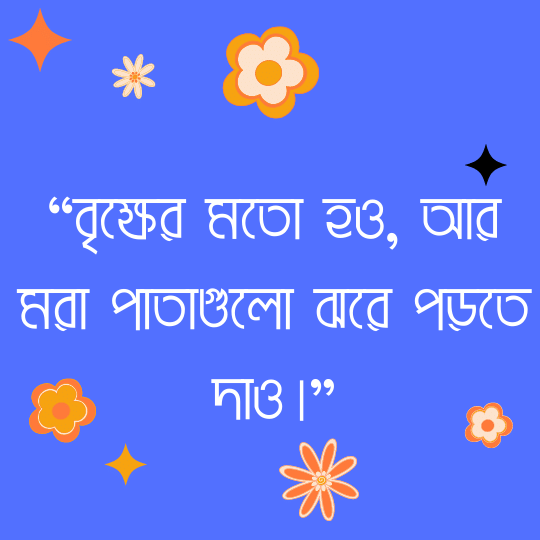 “বৃক্ষের মতো হও, আর
মরা পাতাগুলো ঝরে পড়তে
দাও।”